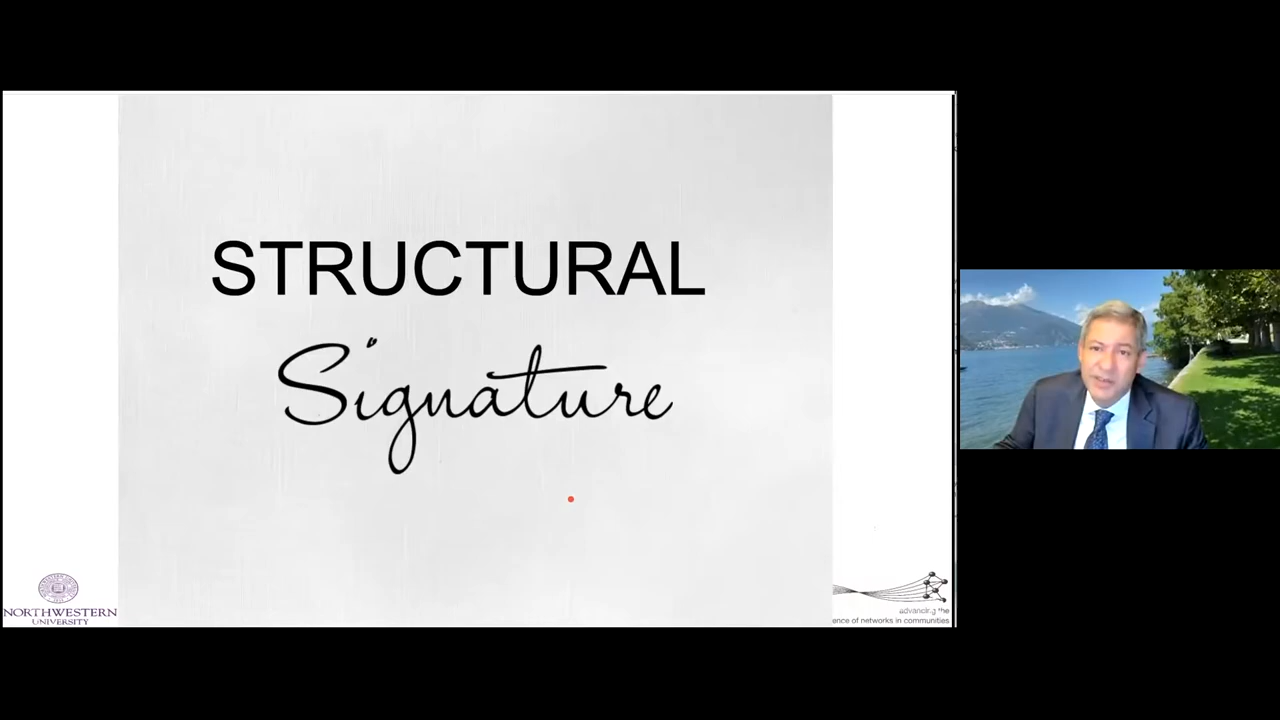 STRUCTURAL
Signature
NORTHWESTERN
UNIVERSITY
advancing the
ence of networks in communities